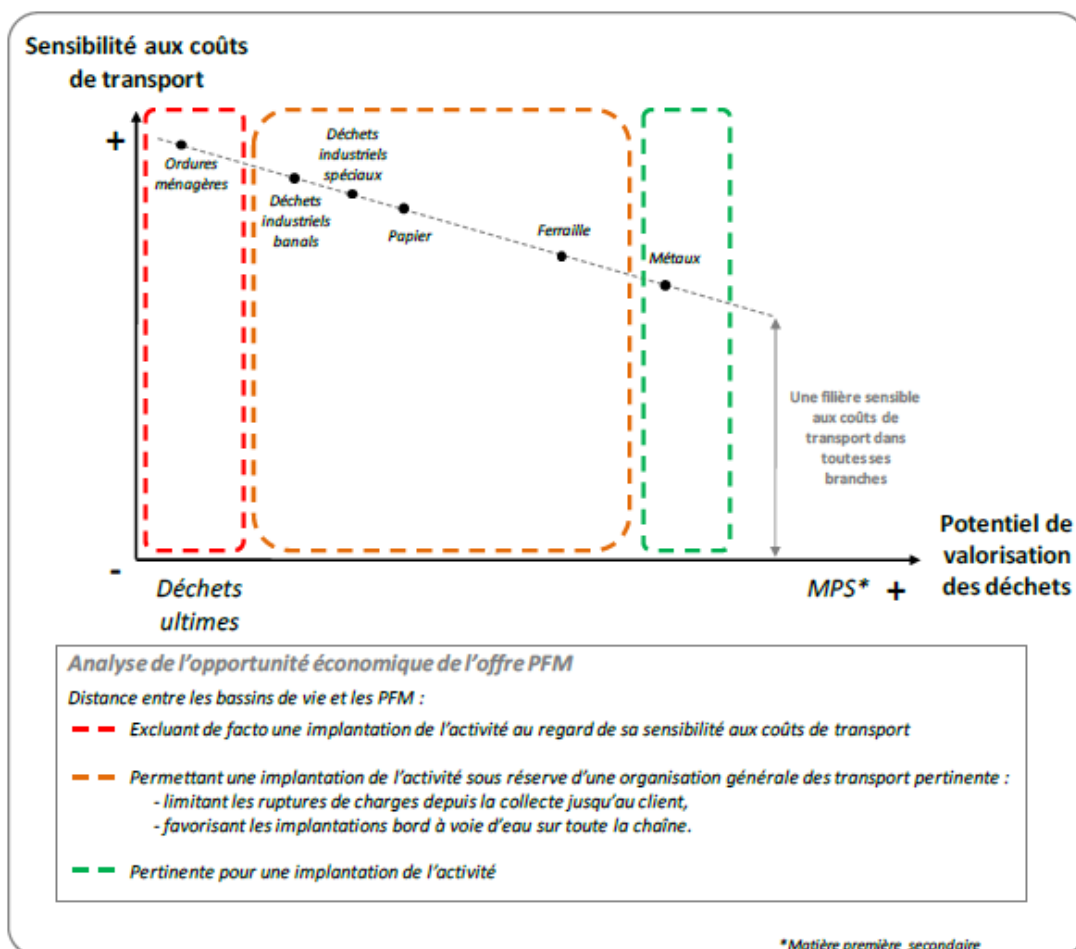 Sensibilité aux coûts
de transport
+
Ordures
ménagères
Déchets
industriels
banals
Déchets
industriels
spéciaux
Papier
Ferraille
Métaux
Une filière sensible
aux coûts de
transport dans
toutes ses
branches
Potentiel de
valorisation
des déchets
-
Déchets
ultimes
MPS* +
Analyse de l'opportunité économique de l'offre PFM
Distance entre les bassins de vie et les PFM :
Excluant de facto une implantation de l'activité au regard de sa sensibilité aux coûts de transport
Permettant une implantation de l'activité sous réserve d'une organisation générale des transport pertinente :
- limitant les ruptures de charges depuis la collecte jusqu'au client,
- favorisant les implantations bord à voie d'eau sur toute la chaîne.
Pertinente pour une implantation de l'activité
*Matière première secondaire